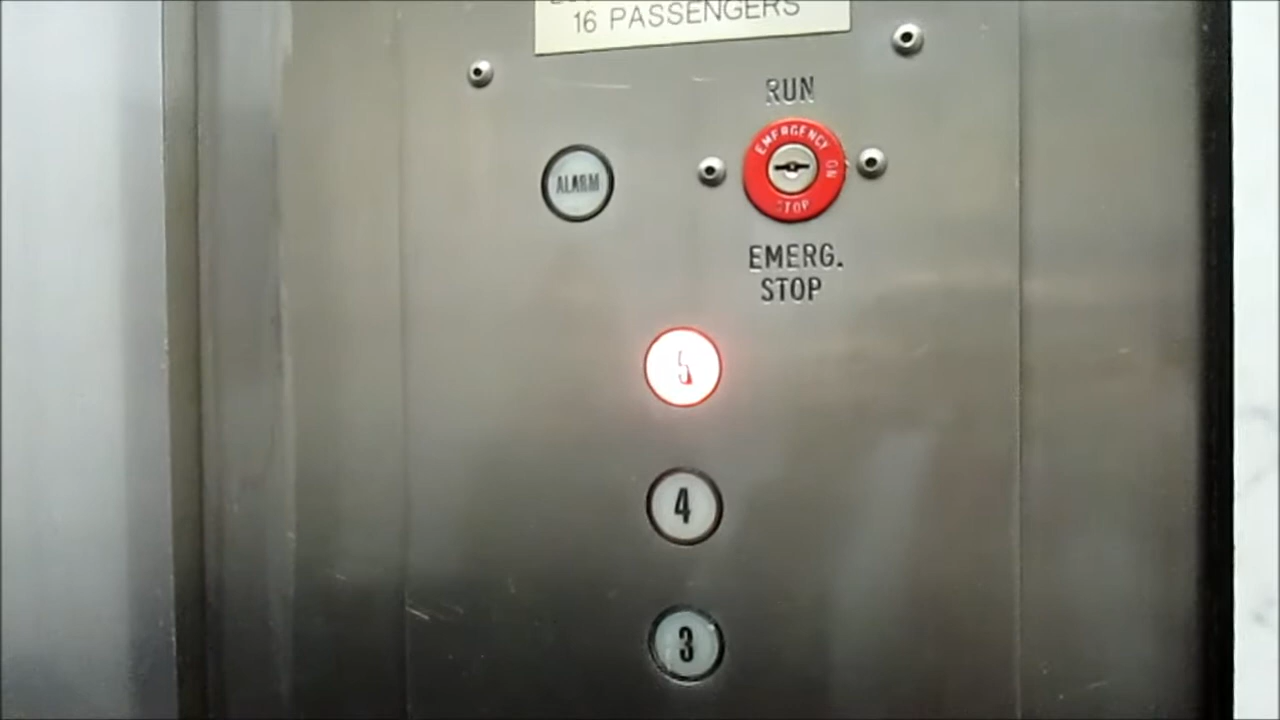 16 PASSENGERS
RUN
EMERGENCY
ON
STOP
ALARM
EMERG.
STOP
5
4
3